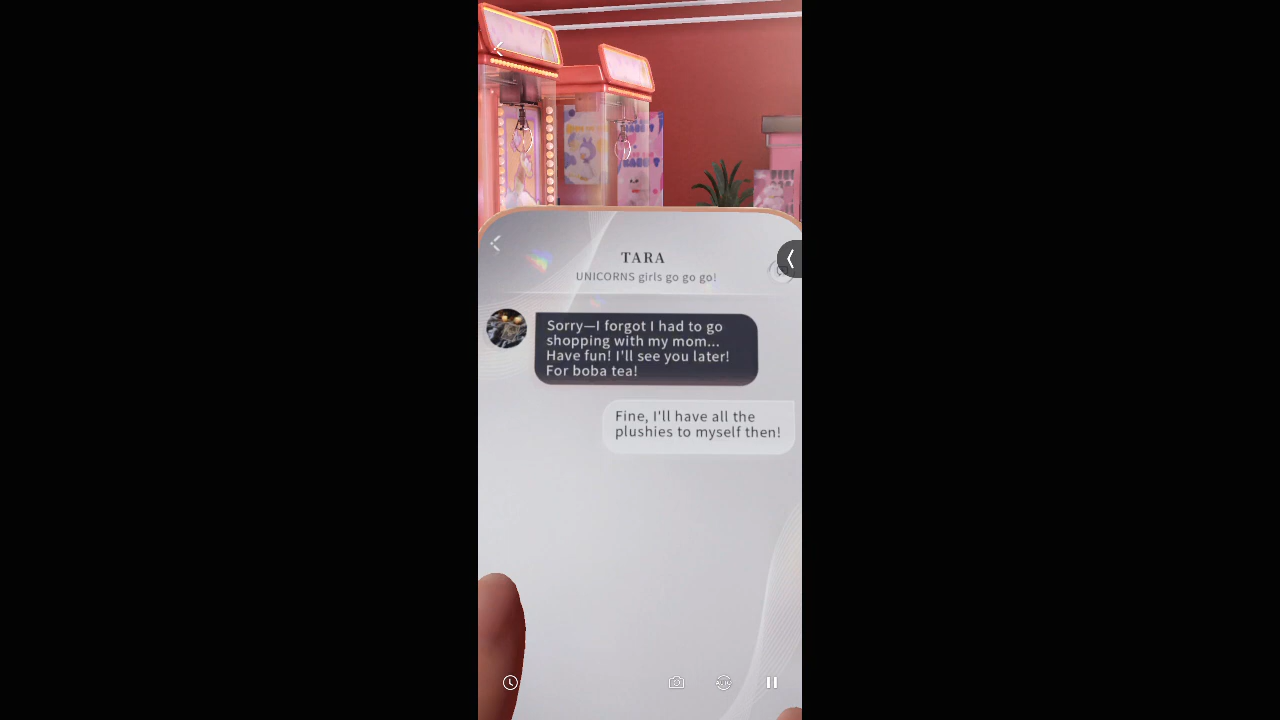 TARA
UNICORNS girls go go go!
Sorry—I forgot I had to go
shopping with my mom...
Have fun! I'll see you later!
For boba tea!
Fine, I'll have all the
plushies to myself then!
AUTO